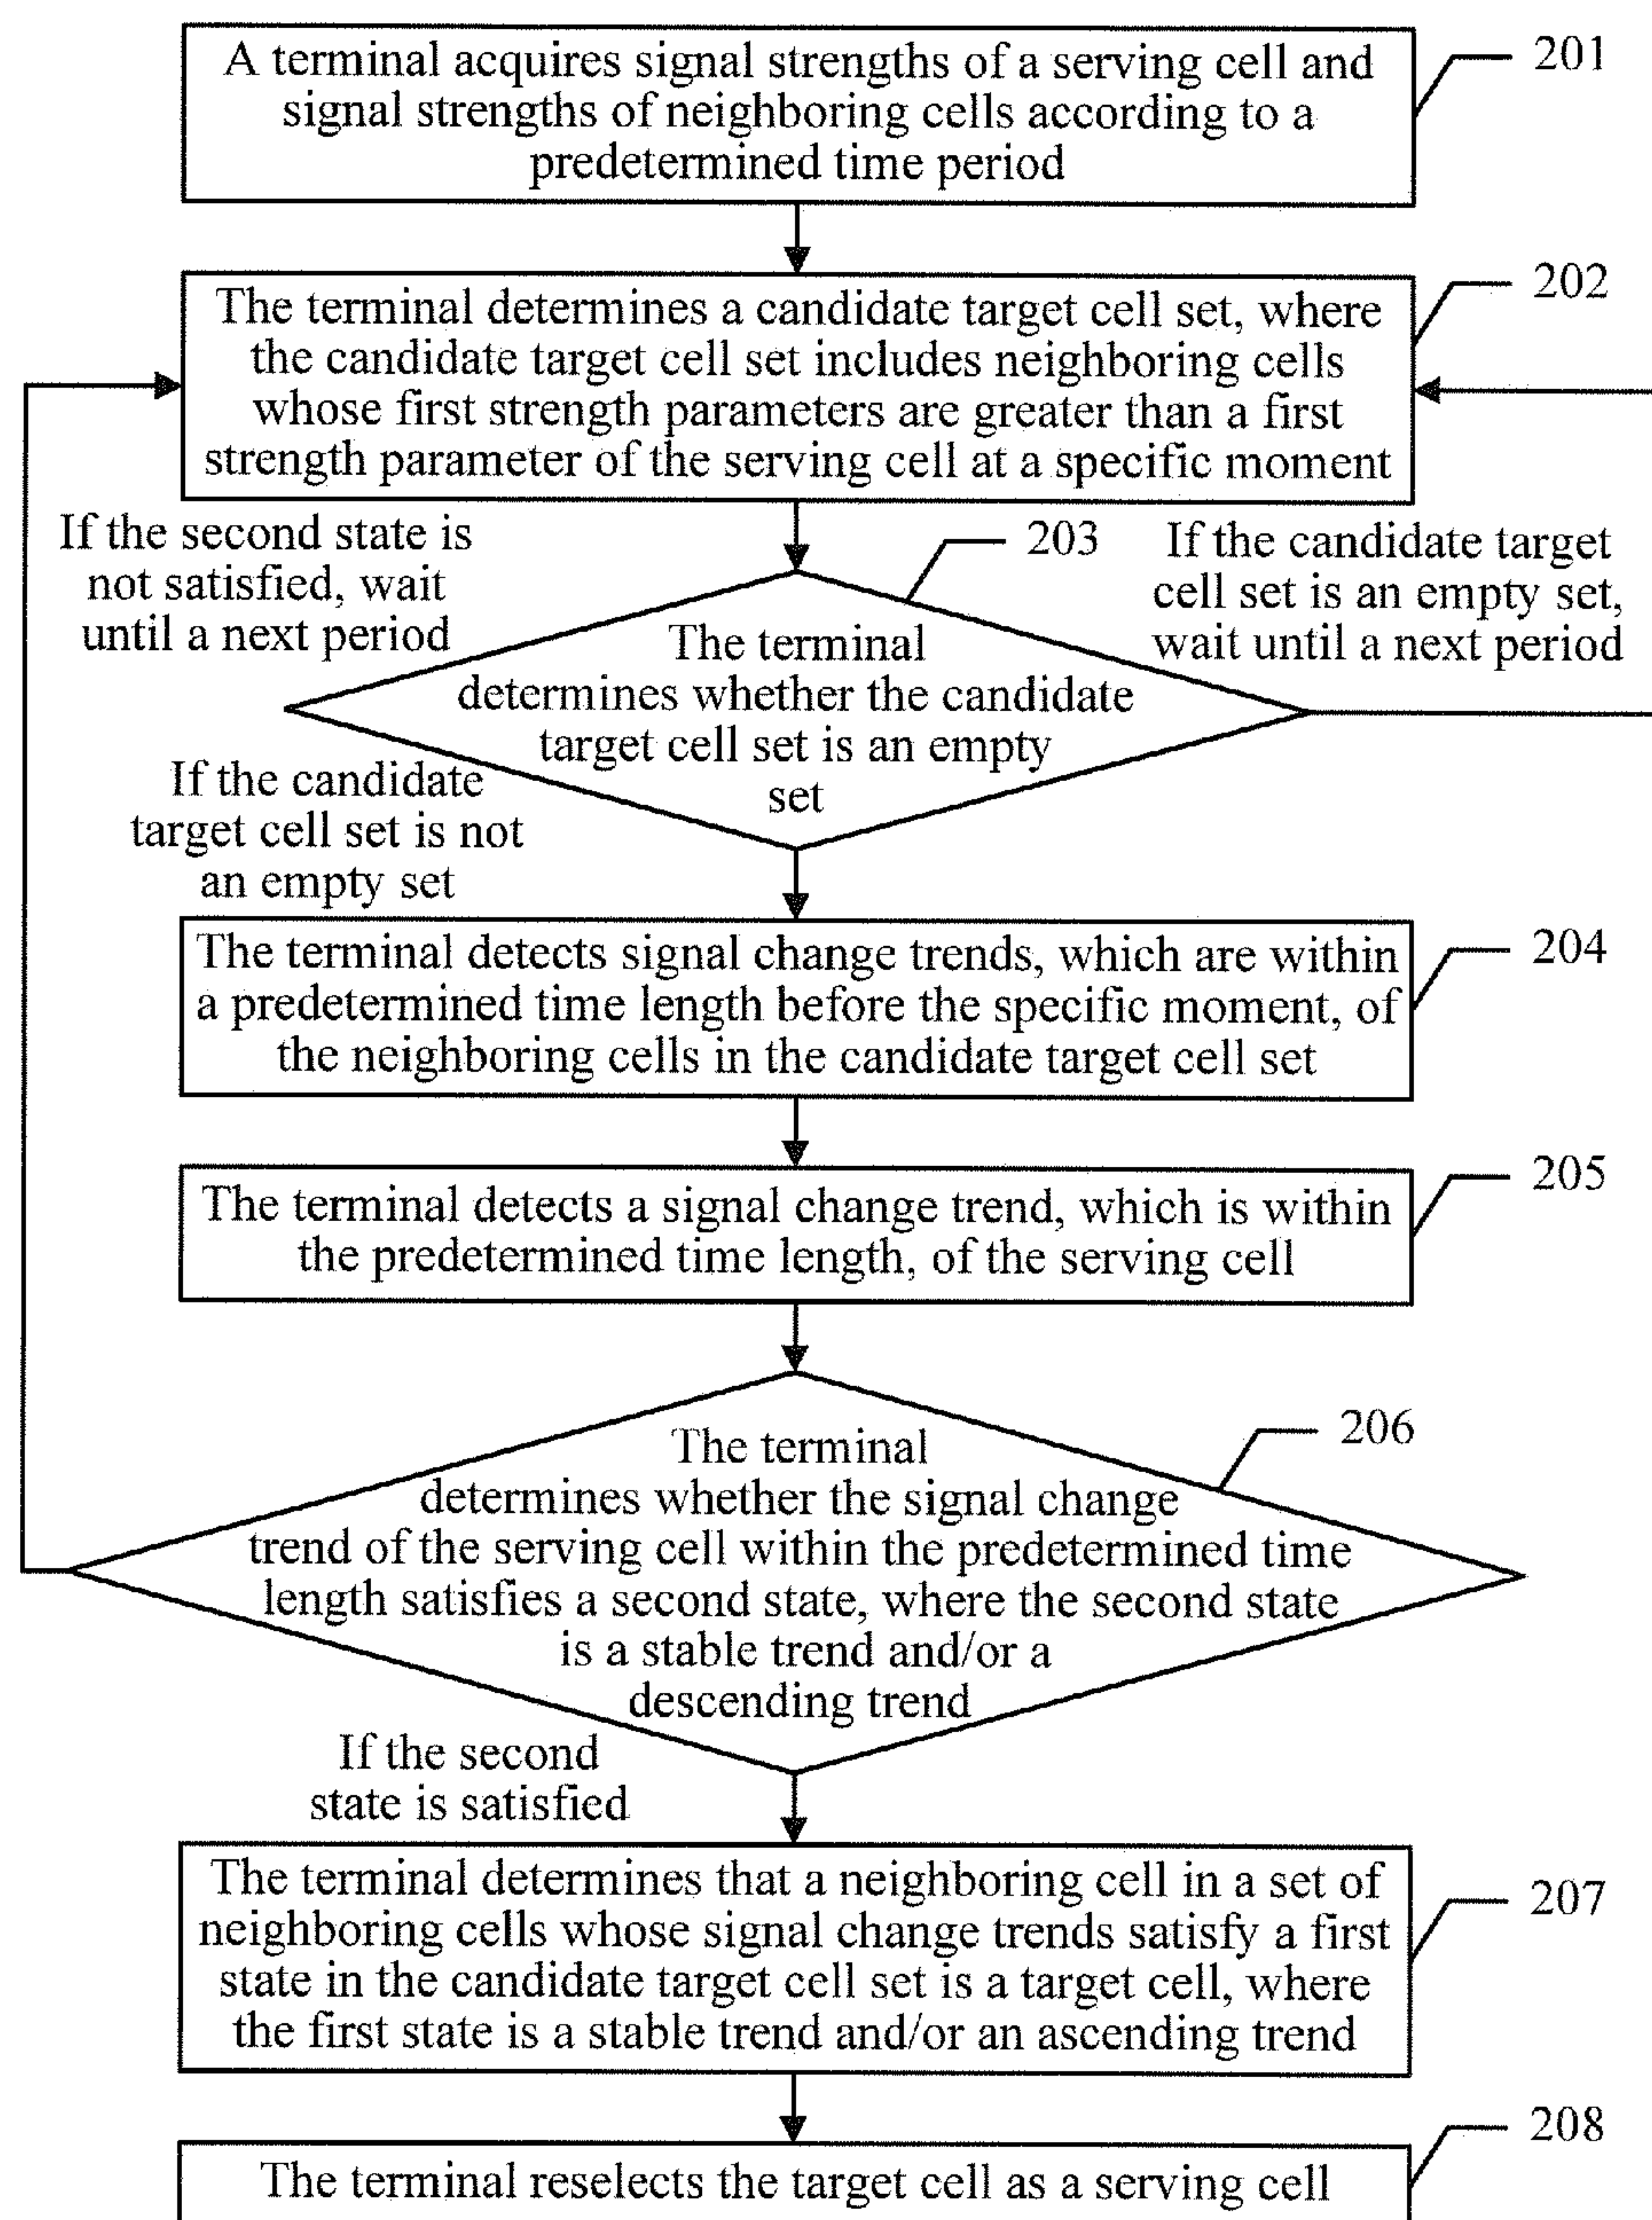 A terminal acquires signal strengths of a serving cell and
signal strengths of neighboring cells according to a
predetermined time period
201
The terminal determines a candidate target cell set, where
the candidate target cell set includes neighboring cells
whose first strength parameters are greater than a first
strength parameter of the serving cell at a specific moment
202
If the second state is
not satisfied, wait
until a next period
203
If the candidate target
cell set is an empty set,
wait until a next period
The terminal
determines whether the candidate
target cell set is an empty
set
If the candidate
target cell set is not
an empty set
The terminal detects signal change trends, which are within
a predetermined time length before the specific moment, of
the neighboring cells in the candidate target cell set
204
The terminal detects a signal change trend, which is within
the predetermined time length, of the serving cell
205
The terminal
determines whether the signal change
trend of the serving cell within the predetermined time
length satisfies a second state, where the second state
is a stable trend and/or a
descending trend
206
If the second
state is satisfied
The terminal determines that a neighboring cell in a set of
neighboring cells whose signal change trends satisfy a first
state in the candidate target cell set is a target cell, where
the first state is a stable trend and/or an ascending trend
207
The terminal reselects the target cell as a serving cell
208